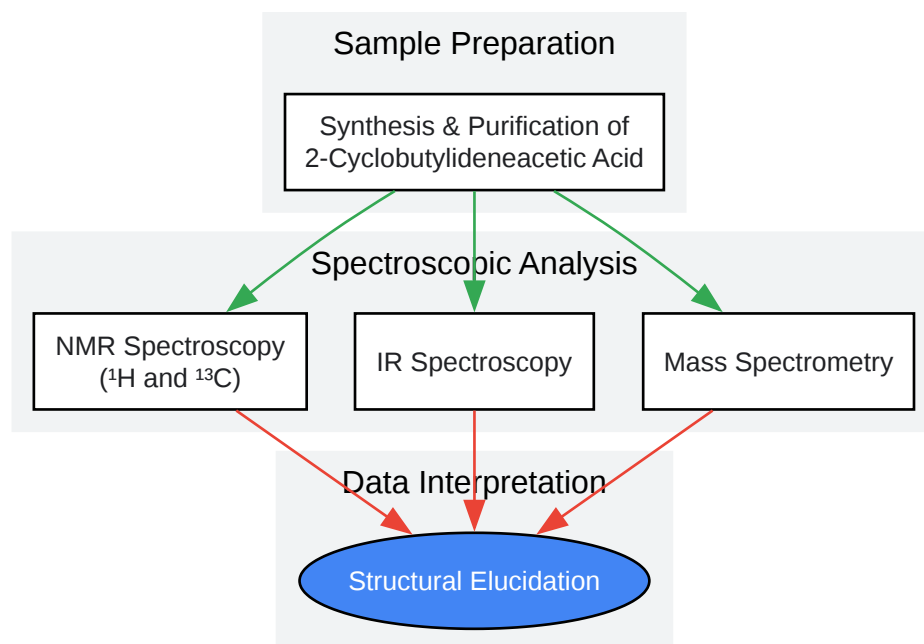 Sample Preparation
Synthesis & Purification of
2-Cyclobutylideneacetic Acid
Spectroscopic Analysis
NMR Spectroscopy
(¹H and ¹³C)
IR Spectroscopy
Mass Spectrometry
Data Interpretation
Structural Elucidation